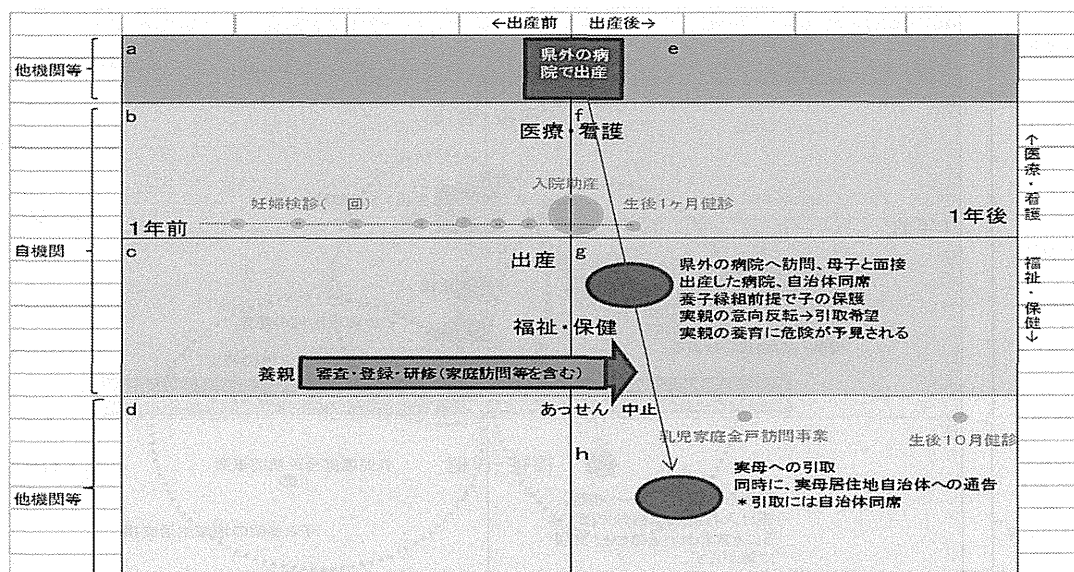 ←出産前 出産後→
a
県外の病
院で出産
e
他機関等
b
f
医療・看護
入院助産
妊婦検診( 回)
生後1ヶ月健診
1年前
1年後
↑医療・看護
自機関
c
出産
g
県外の病院へ訪問、母子と面接
出産した病院、自治体同席
養子縁組前提で子の保護
実親の意向反転→引取希望
実親の養育に危険が予見される
福祉・保健↓
福祉・保健
養親
審査・登録・研修(家庭訪問等を含む)
d
あっせん 中止
乳児家庭全戸訪問事業
生後10月健診
h
他機関等
実母への引取
同時に、実母居住地自治体への通告
*引取には自治体同席